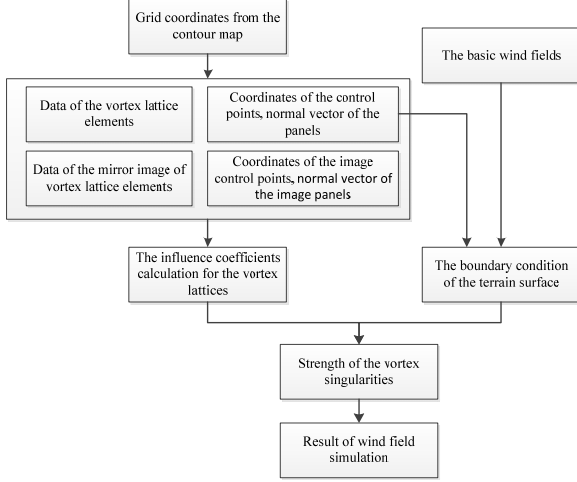 Grid coordinates from the
contour map
The basic wind fields
Data of the vortex lattice
elements
Coordinates of the control
points, normal vector of the
panels
Data of the mirror image of
vortex lattice elements
Coordinates of the image
control points, normal vector of
the image panels
The influence coefficients
calculation for the vortex
lattices
The boundary condition
of the terrain surface
Strength of the vortex
singularities
Result of wind field
simulation